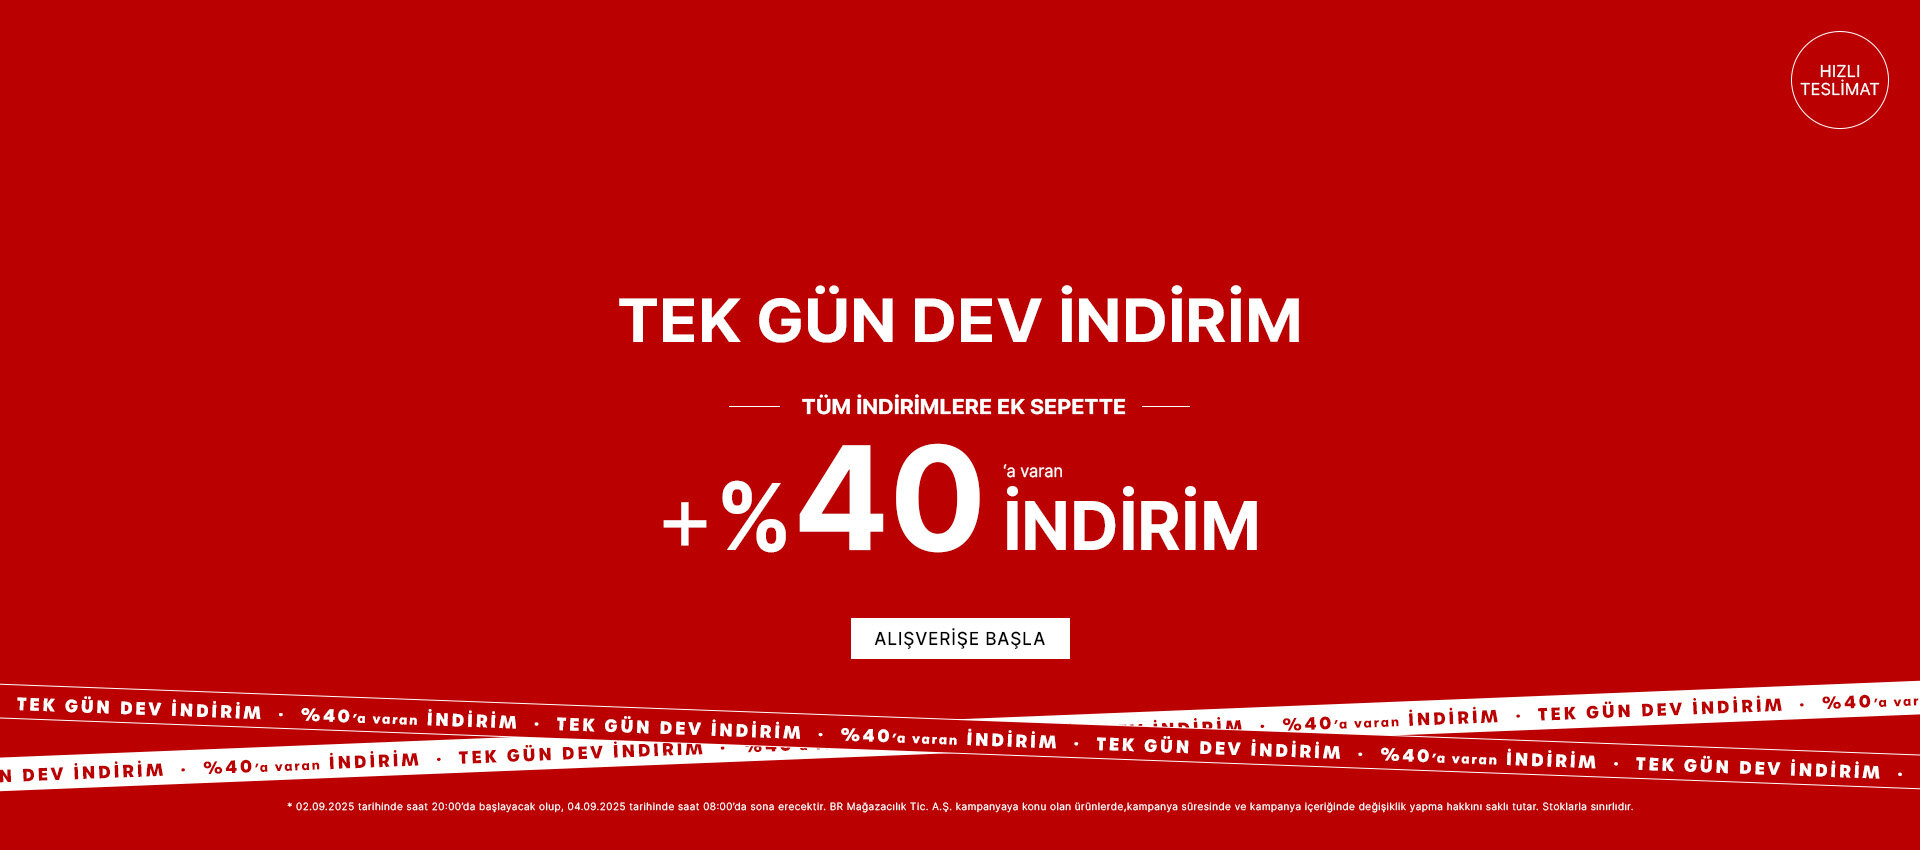 HIZLI
TESLİMAT
TEK GÜN DEV İNDİRİM
TÜM İNDİRİMLERE EK SEPETTE
+%40 ‘a varan
İNDİRİM
ALIŞVERİŞE BAŞLA
TEK GÜN DEV İNDİRİM · %40’a varan İNDİRİM · TEK GÜN DEV İNDİRİM · %40’a varan İNDİRİM · TEK GÜN DEV İNDİRİM · %40’a varan İNDİRİM · TEK GÜN DEV İNDİRİM ·
DEV İNDİRİM · %40’a varan İNDİRİM · TEK GÜN DEV İNDİRİM · %40’a İNDİRİM · %40’a varan İNDİRİM · TEK GÜN DEV İNDİRİM · %40’a
* 02.09.2025 tarihinde saat 20:00’da başlayacak olup, 04.09.2025 tarihinde saat 08:00’da sona erecektir. BR Mağazacılık Tic. A.Ş. kampanyaya konu olan ürünlerde,kampanya süresinde ve kampanya içeriğinde değişiklik yapma hakkını saklı tutar. Stoklarla sınırlıdır.